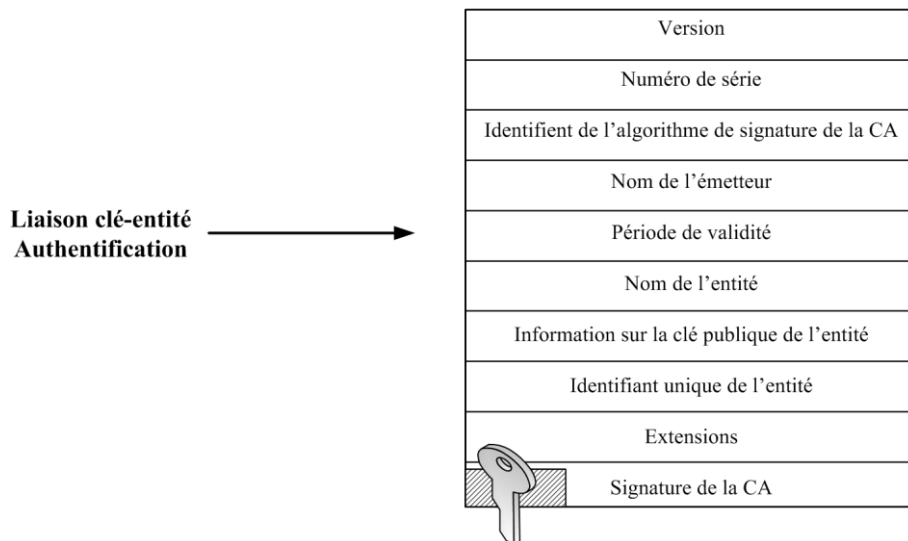 Version
Numéro de série
Identifient de l'algorithme de signature de la CA
Nom de l'émetteur
Liaison clé-entité
Authentification
Période de validité
Nom de l'entité
Information sur la clé publique de l'entité
Identifiant unique de l'entité
Extensions
Signature de la CA